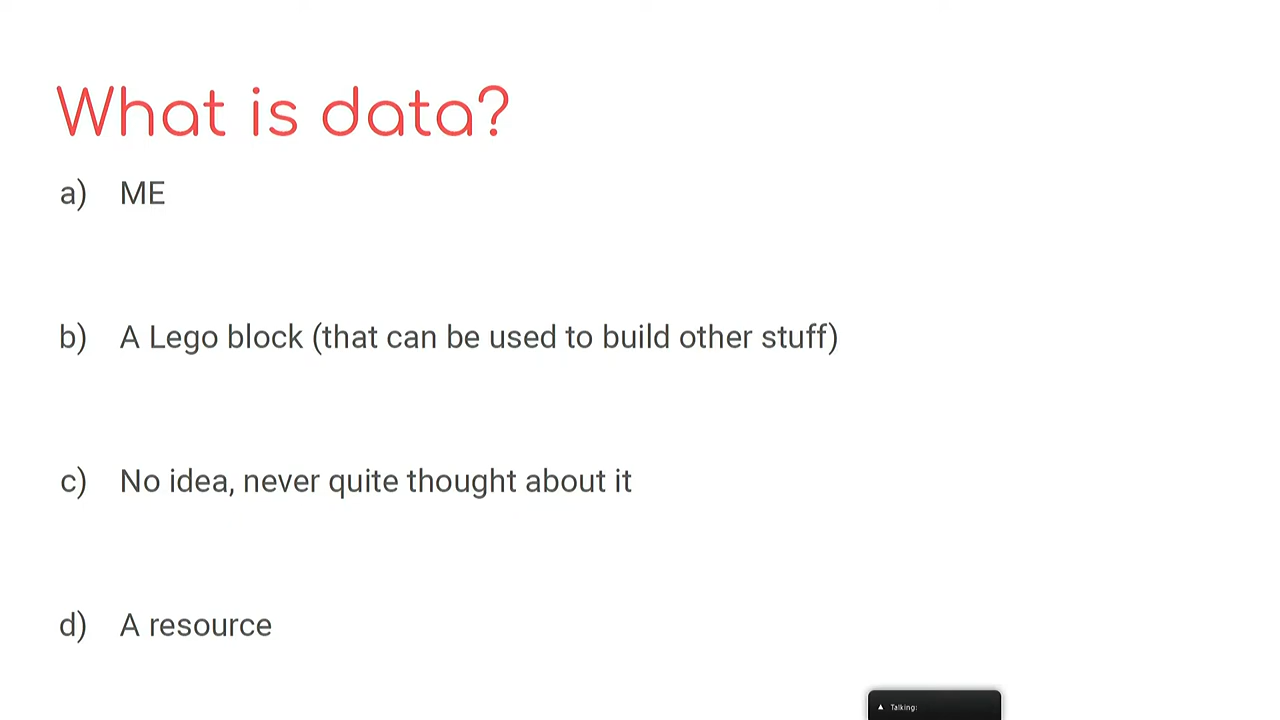 What is data?
a) ME
b) A Lego block (that can be used to build other stuff)
c) No idea, never quite thought about it
d) A resource
▲ Talking: